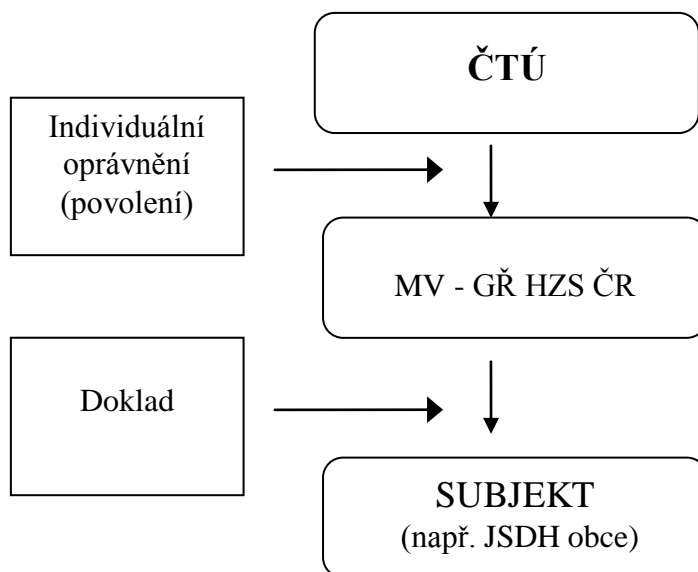 ČTÚ
Individuální
oprávnění
(povolení)
MV - GŘ HZS ČR
Doklad
SUBJEKT
(např. JSDH obce)